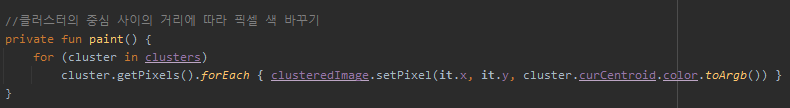 //클러스터의 중심 사이의 거리에 따라 픽셀 색 바꾸기
private fun paint() {
    for (cluster in clusters)
        cluster.getPixels().forEach { clusteredImage.setPixel(it.x, it.y, cluster.curCentroid.color.toArgb()) }
}